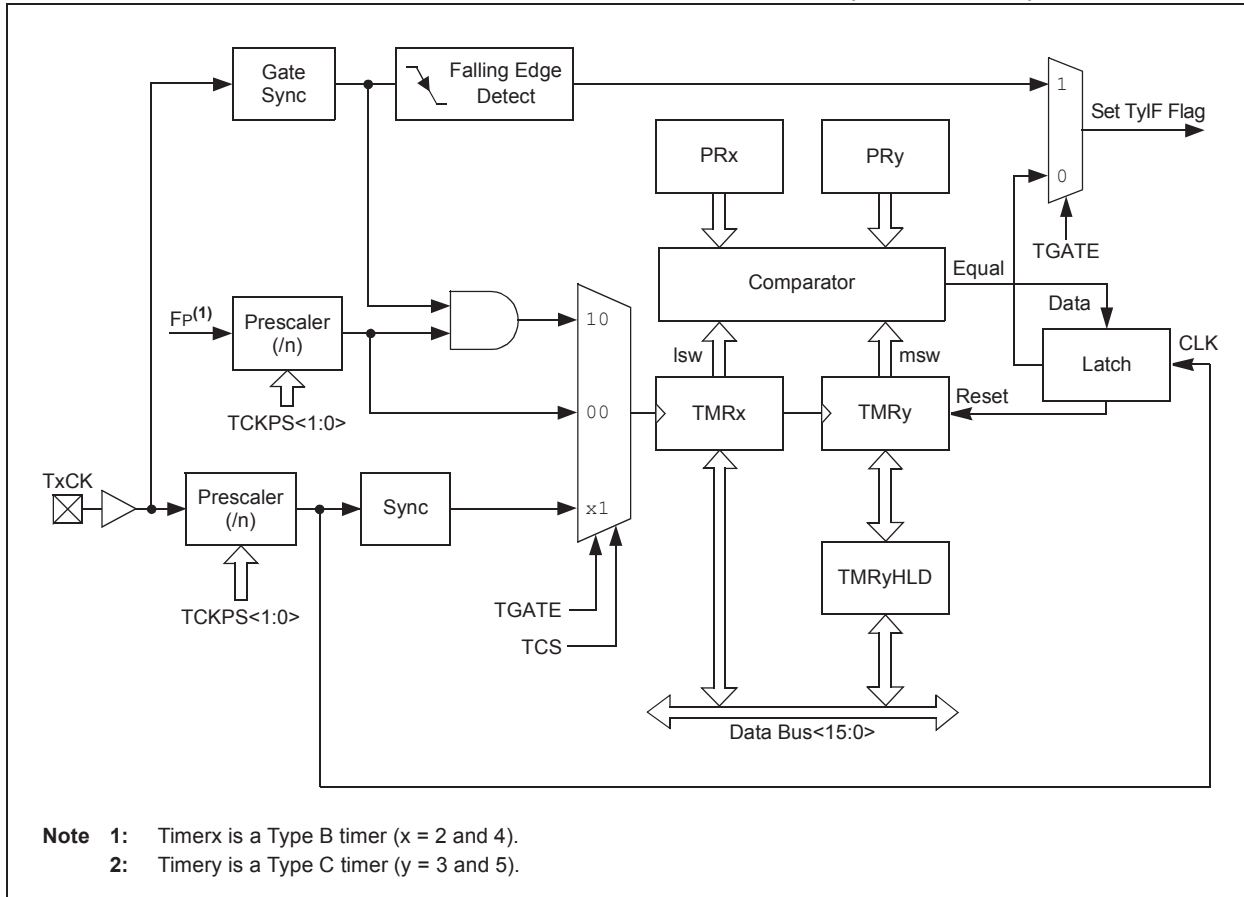 Gate
Sync
Falling Edge
Detect
1
Set TyIF Flag
PRx
PRy
0
TGATE
Comparator
Equal
Data
FP(1)
Prescaler
(/n)
10
lsw
msw
Latch
CLK
TCKPS<1:0>
00
TMRx
TMRy
Reset
TxCK
Prescaler
(/n)
Sync
x1
TMRyHLD
TCKPS<1:0>
TGATE
TCS
Data Bus<15:0>
Note 1: Timerx is a Type B timer (x = 2 and 4).
2: Timery is a Type C timer (y = 3 and 5).